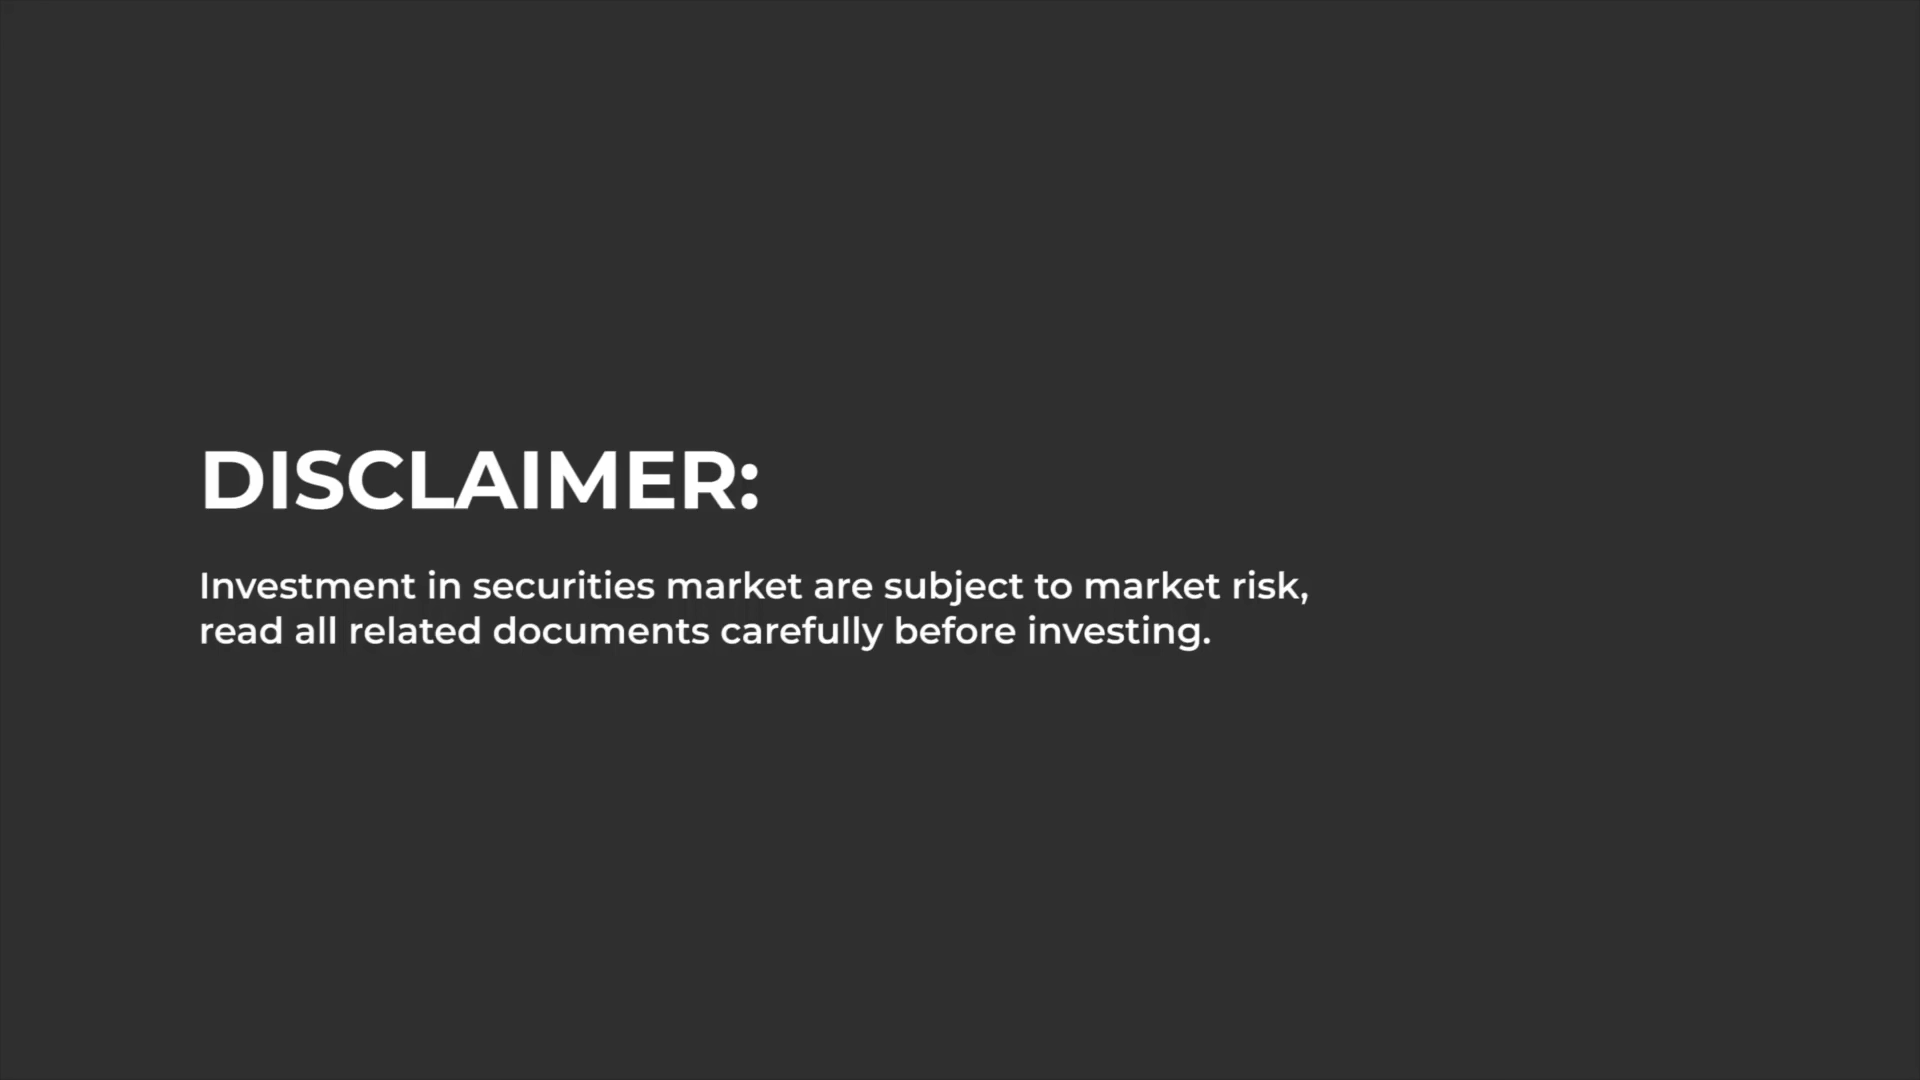 DISCLAIMER:
Investment in securities market are subject to market risk,
read all related documents carefully before investing.